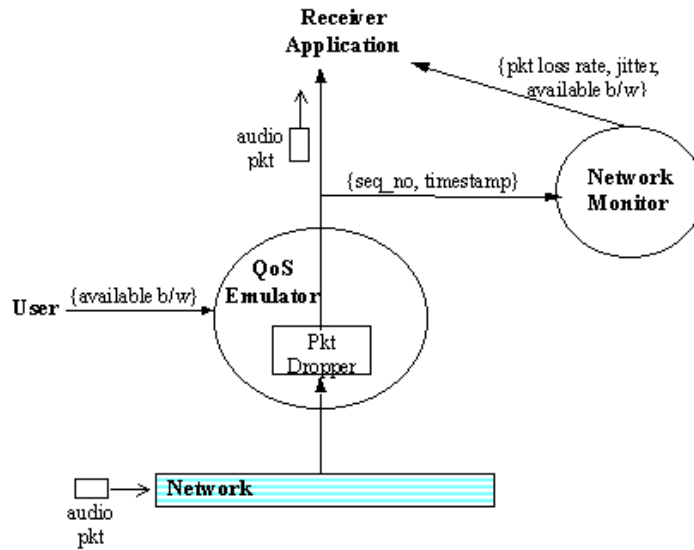 Receiver
Application
{pkt loss rate, jitter,
available b/w}
audio
pkt
{seq_no, timestamp}
Network
Monitor
QoS
Emulator
User
{available b/w}
Pkt
Dropper
Network
audio
pkt